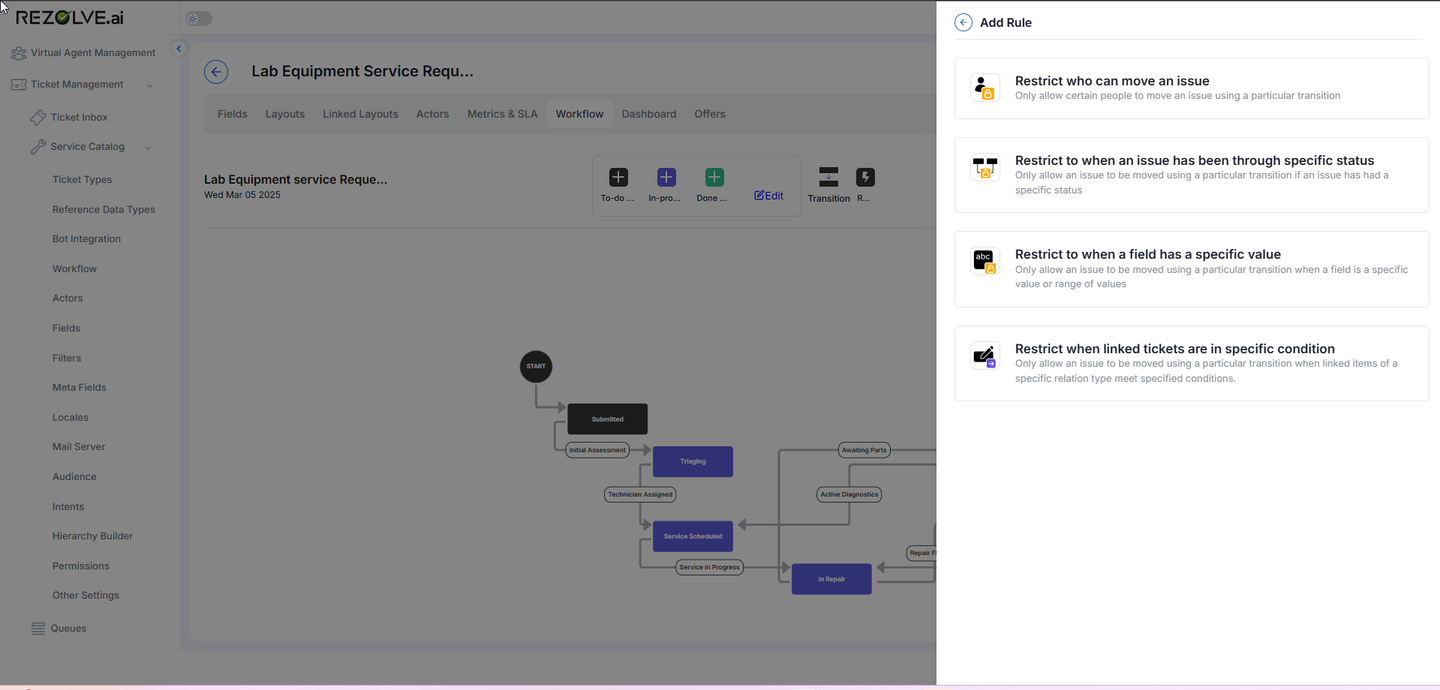 REZOLVE.ai
Virtual Agent Management
Ticket Management
Ticket Inbox
Service Catalog
Ticket Types
Reference Data Types
Bot Integration
Workflow
Actors
Fields
Filters
Meta Fields
Locales
Mail Server
Audience
Intents
Hierarchy Builder
Permissions
Other Settings
Queues
Lab Equipment Service Requ...
Fields Layouts Linked Layouts Actors Metrics & SLA Workflow Dashboard Offers
Lab Equipment service Reque...
Wed Mar 05 2025
To-do ... In-pro... Done ... Edit Transition R...
START
Submitted
Initial Assessment
Triaging
Technician Assigned
Service Scheduled
Service in Progress
In Repair
Awaiting Parts
Active Diagnostics
Repair
Add Rule
Restrict who can move an issue
Only allow certain people to move an issue using a particular transition
Restrict to when an issue has been through specific status
Only allow an issue to be moved using a particular transition if an issue has had a
specific status
abc
Restrict to when a field has a specific value
Only allow an issue to be moved using a particular transition when a field is a specific
value or range of values
Restrict when linked tickets are in specific condition
Only allow an issue to be moved using a particular transition when linked items of a
specific relation type meet specified conditions.